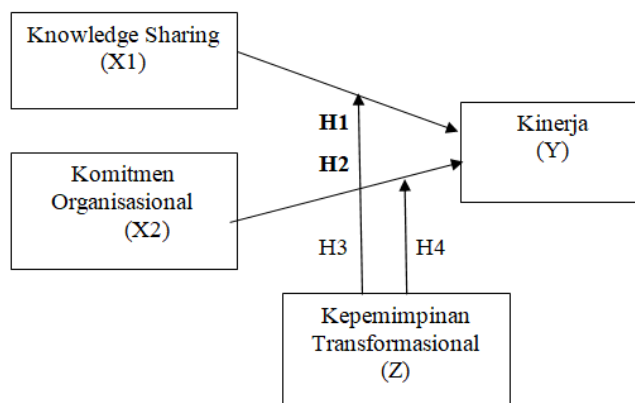 Knowledge Sharing
(X1)
H1
Kinerja
(Y)
H2
Komitmen
Organisasional
(X2)
H3
H4
Kepemimpinan
Transformasional
(Z)